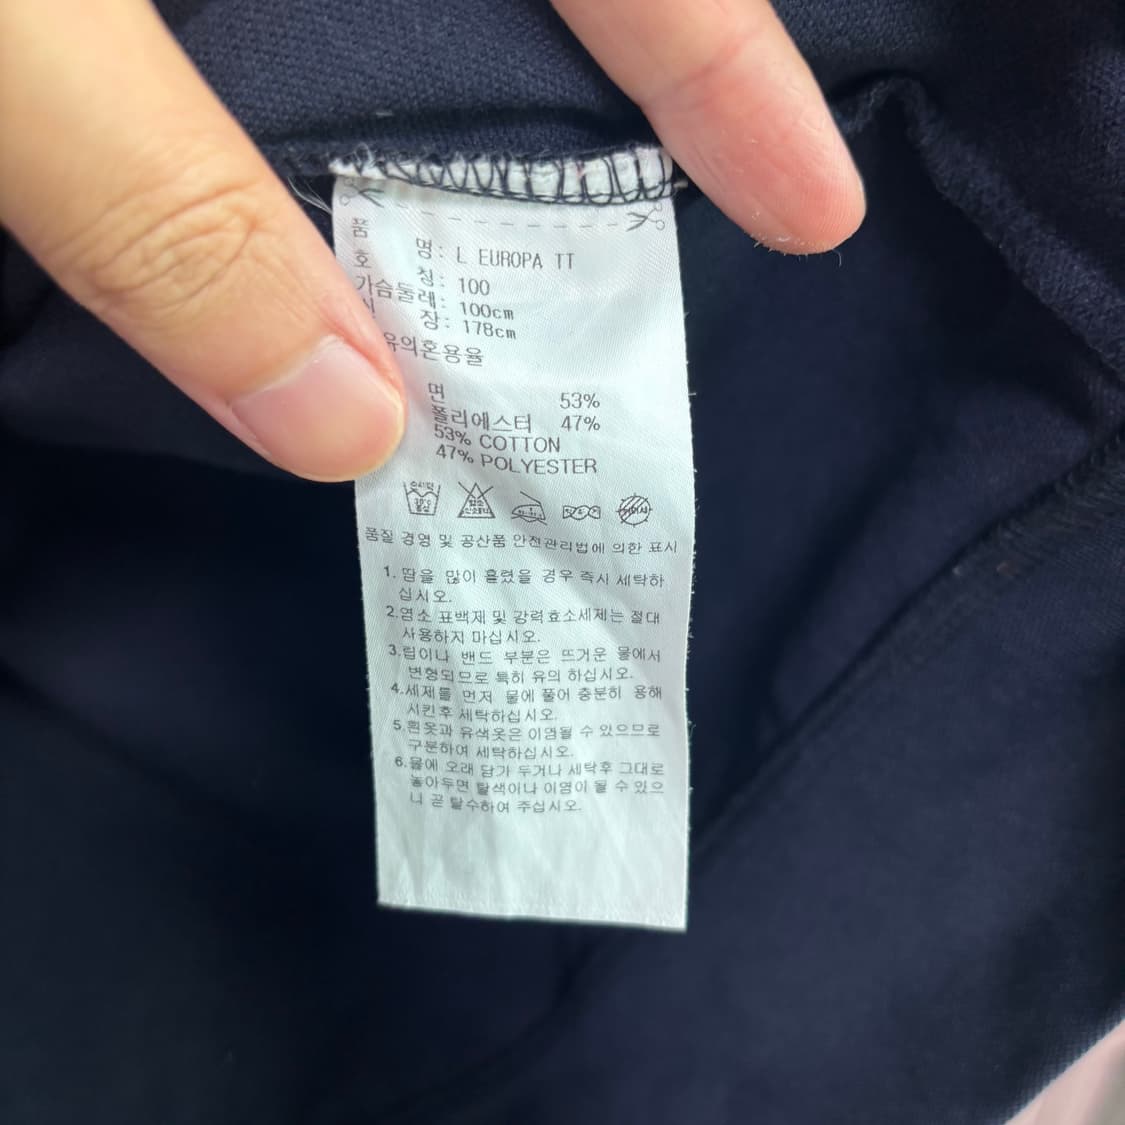 품 명: L EUROPA TT
호 칭: 100
가슴둘레: 100cm
장: 178cm
유의혼용율
면 53%
폴리에스터 47%
53% COTTON
47% POLYESTER
품질 경영 및 공산품 안전관리법에 의한 표시
1. 땀을 많이 흘렸을 경우 즉시 세탁하
십시오.
2.염소 표백제 및 강력효소세제는 절대
사용하지 마십시오.
3.립이나 밴드 부분은 뜨거운 물에서
변형되므로 특히 유의 하십시오.
4.세제를 먼저 물에 풀어 충분히 용해
시킨후 세탁하십시오.
5.흰옷과 유색옷은 이염될 수 있으므로
구분하여 세탁하십시오.
6.물에 오래 담가 두거나 세탁후 그대로
놓아두면 탈색이나 이염이 될 수 있으
니 곧 탈수하여 주십시오.